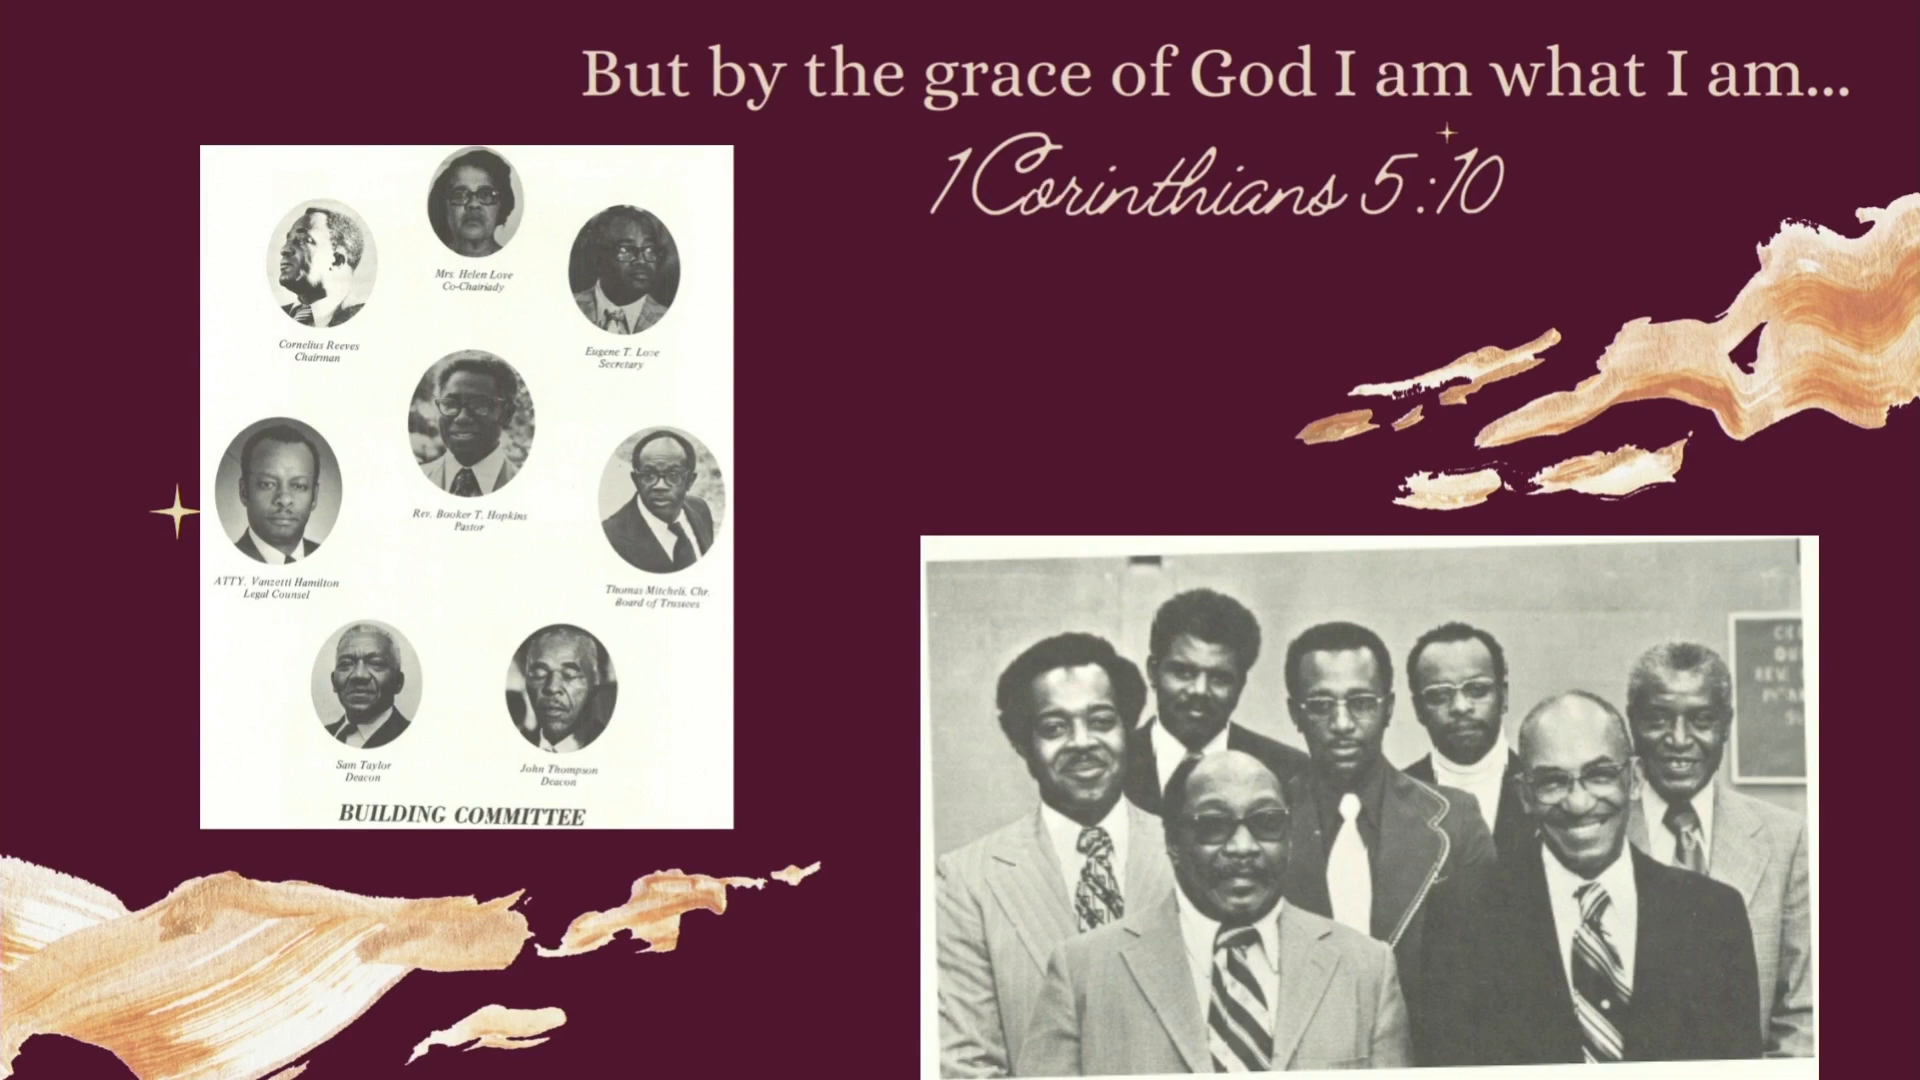 But by the grace of God I am what I am...
1 Corinthians 5:10
Mrs. Helen Love
Co-Chairlady
Cornelius Reeves
Chairman
Eugene T. Love
Secretary
Rev. Booker T. Hopkins
Pastor
ATTY. Vanzetti Hamilton
Legal Counsel
Thomas Mitchell, Chr.
Board of Trustees
Sam Taylor
Deacon
John Thompson
Deacon
BUILDING COMMITTEE
REV.